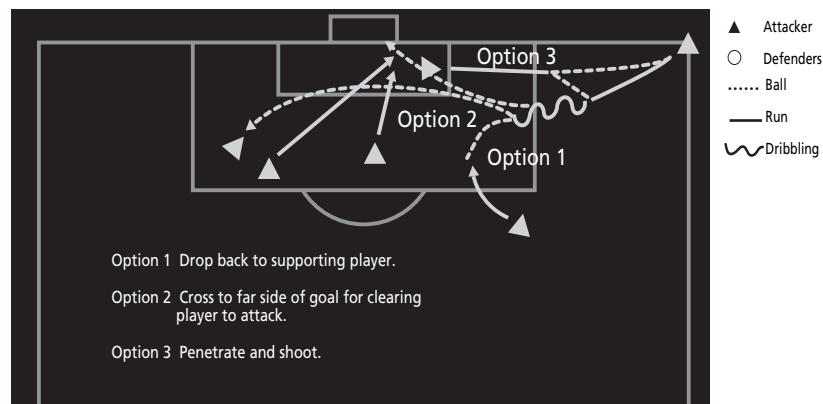 Option 3
Option 2
Option 1
Option 1 Drop back to supporting player.
Option 2 Cross to far side of goal for clearing
player to attack.
Option 3 Penetrate and shoot.
Attacker
Defenders
Ball
Run
Dribbling